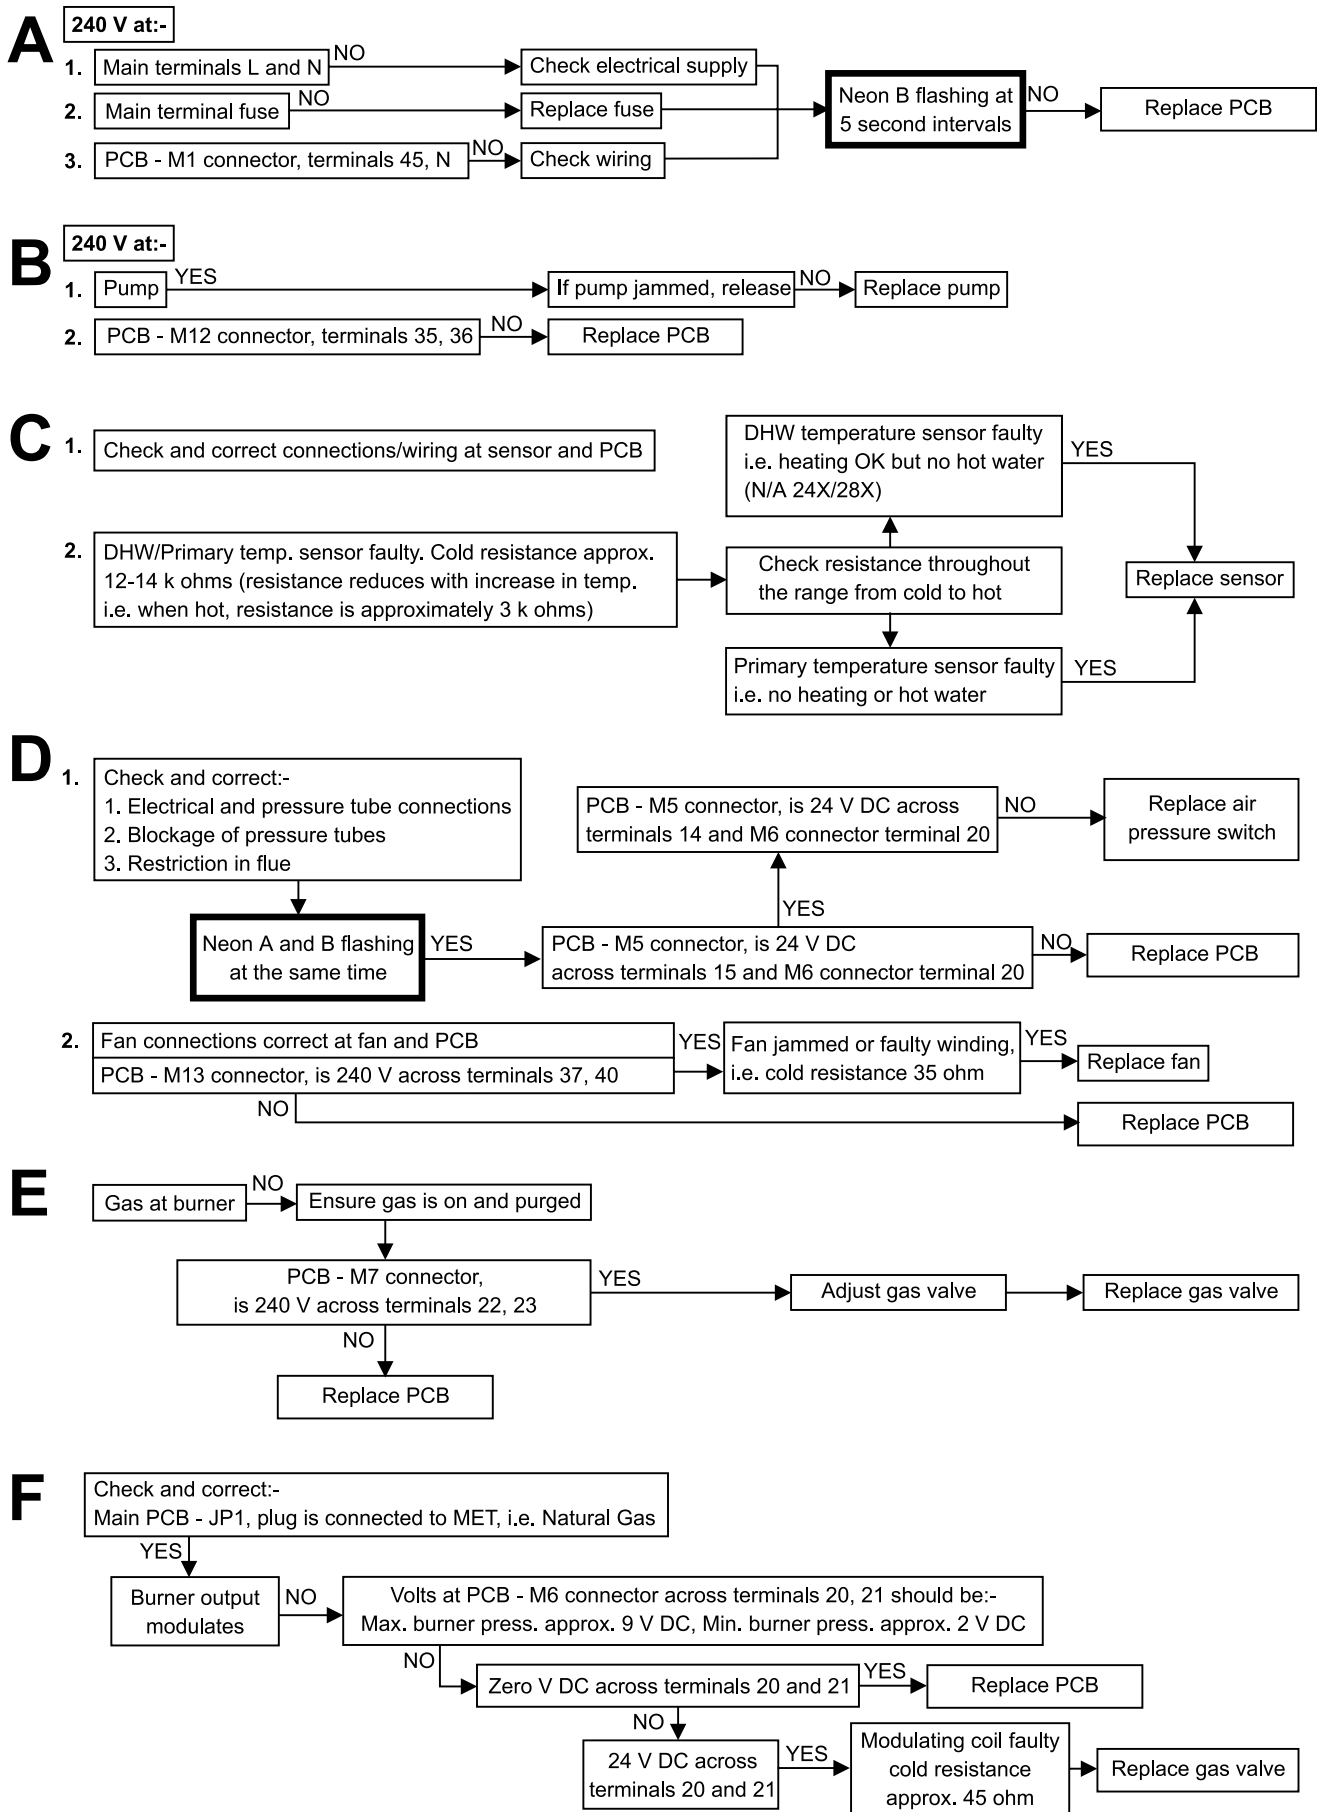 A
240 V at:-
1.
Main terminals L and N
NO
Check electrical supply
2.
Main terminal fuse
NO
Replace fuse
Neon B flashing at
5 second intervals
NO
Replace PCB
3.
PCB - M1 connector, terminals 45, N
NO
Check wiring
B
240 V at:-
1.
Pump
YES
If pump jammed, release
NO
Replace pump
2.
PCB - M12 connector, terminals 35, 36
NO
Replace PCB
C
1.
Check and correct connections/wiring at sensor and PCB
DHW temperature sensor faulty
i.e. heating OK but no hot water
(N/A 24X/28X)
YES
2.
DHW/Primary temp. sensor faulty. Cold resistance approx.
12-14 k ohms (resistance reduces with increase in temp.
i.e. when hot, resistance is approximately 3 k ohms)
Check resistance throughout
the range from cold to hot
Replace sensor
Primary temperature sensor faulty
i.e. no heating or hot water
YES
D
1.
Check and correct:-
1. Electrical and pressure tube connections
2. Blockage of pressure tubes
3. Restriction in flue
PCB - M5 connector, is 24 V DC across
terminals 14 and M6 connector terminal 20
NO
Replace air
pressure switch
YES
Neon A and B flashing
at the same time
YES
PCB - M5 connector, is 24 V DC
across terminals 15 and M6 connector terminal 20
NO
Replace PCB
2.
Fan connections correct at fan and PCB
PCB - M13 connector, is 240 V across terminals 37, 40
YES
Fan jammed or faulty winding,
i.e. cold resistance 35 ohm
YES
Replace fan
NO
Replace PCB
E
Gas at burner
NO
Ensure gas is on and purged
PCB - M7 connector,
is 240 V across terminals 22, 23
YES
Adjust gas valve
Replace gas valve
NO
Replace PCB
F
Check and correct:-
Main PCB - JP1, plug is connected to MET, i.e. Natural Gas
YES
Burner output
modulates
NO
Volts at PCB - M6 connector across terminals 20, 21 should be:-
Max. burner press. approx. 9 V DC, Min. burner press. approx. 2 V DC
NO
Zero V DC across terminals 20 and 21
YES
Replace PCB
NO
24 V DC across
terminals 20 and 21
YES
Modulating coil faulty
cold resistance
approx. 45 ohm
Replace gas valve